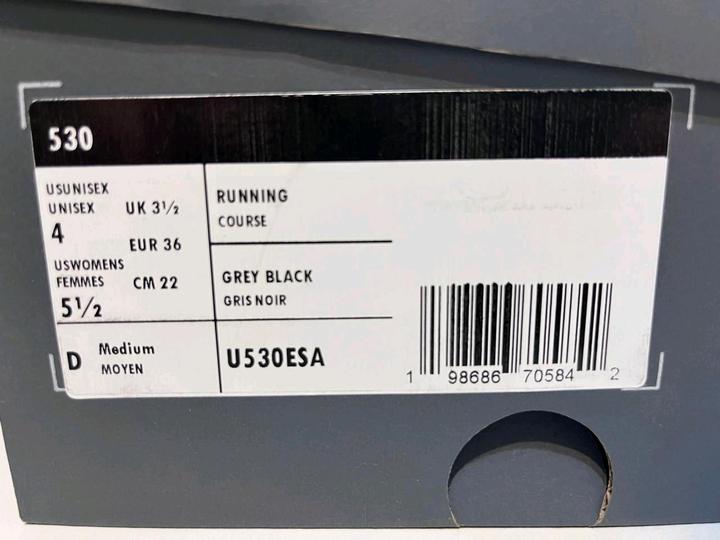 530
USUNISEX
UNISEX UK 3½
4
EUR 36
USWOMENS
FEMMES CM 22
5½
D Medium
MOYEN
RUNNING
COURSE
GREY BLACK
GRIS NOIR
U530ESA
1 98686 70584 2